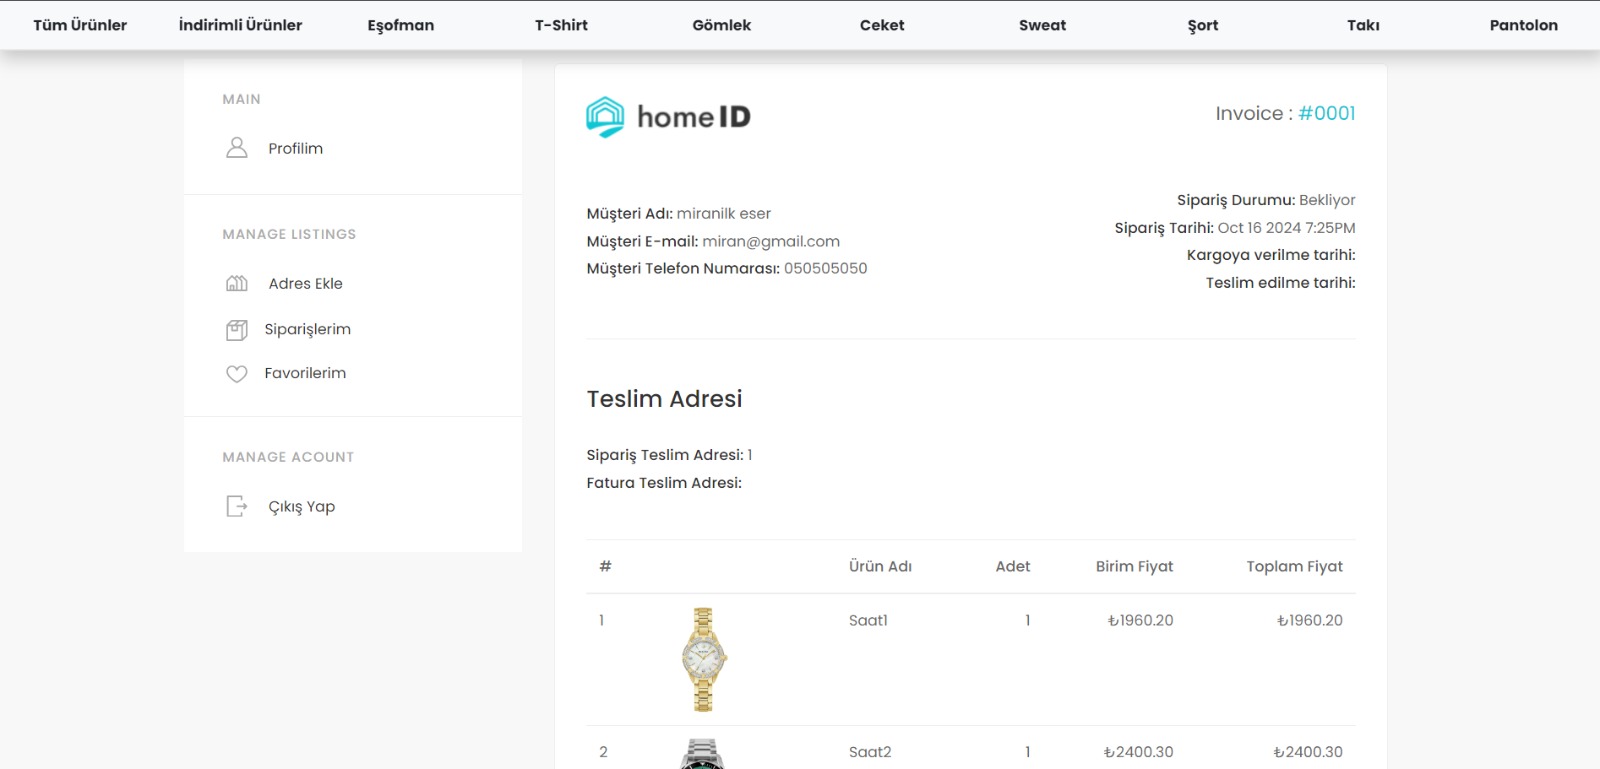 Tüm Ürünler İndirimli Ürünler Eşofman T-Shirt Gömlek Ceket Sweat Şort Takı Pantolon
MAIN
Profilim
MANAGE LISTINGS
Adres Ekle
Siparişlerim
Favorilerim
MANAGE ACOUNT
Çıkış Yap
homeID
Invoice : #0001
Müşteri Adı: miranilk eser
Müşteri E-mail: miran@gmail.com
Müşteri Telefon Numarası: 050505050
Sipariş Durumu: Bekliyor
Sipariş Tarihi: Oct 16 2024 7:25PM
Kargoya verilme tarihi:
Teslim edilme tarihi:
Teslim Adresi
Sipariş Teslim Adresi: 1
Fatura Teslim Adresi:
# Ürün Adı Adet Birim Fiyat Toplam Fiyat
1 Saat1 1 ₺1960.20 ₺1960.20
2 Saat2 1 ₺2400.30 ₺2400.30